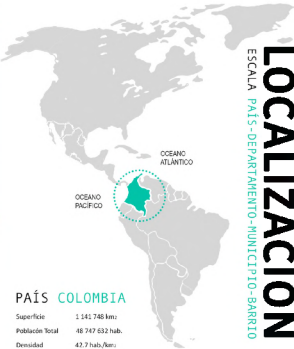 LOCALIZACION
ESCALA PAÍS-DEPARTAMENTO-MUNICIPIO-BARRIO
OCEANO
ATLÁNTICO
OCEANO
PACÍFICO
PAÍS COLOMBIA
Superficie 1 141 748 km2
Poblacón Total 48 747 632 hab.
Densidad 42.7 hab./km2